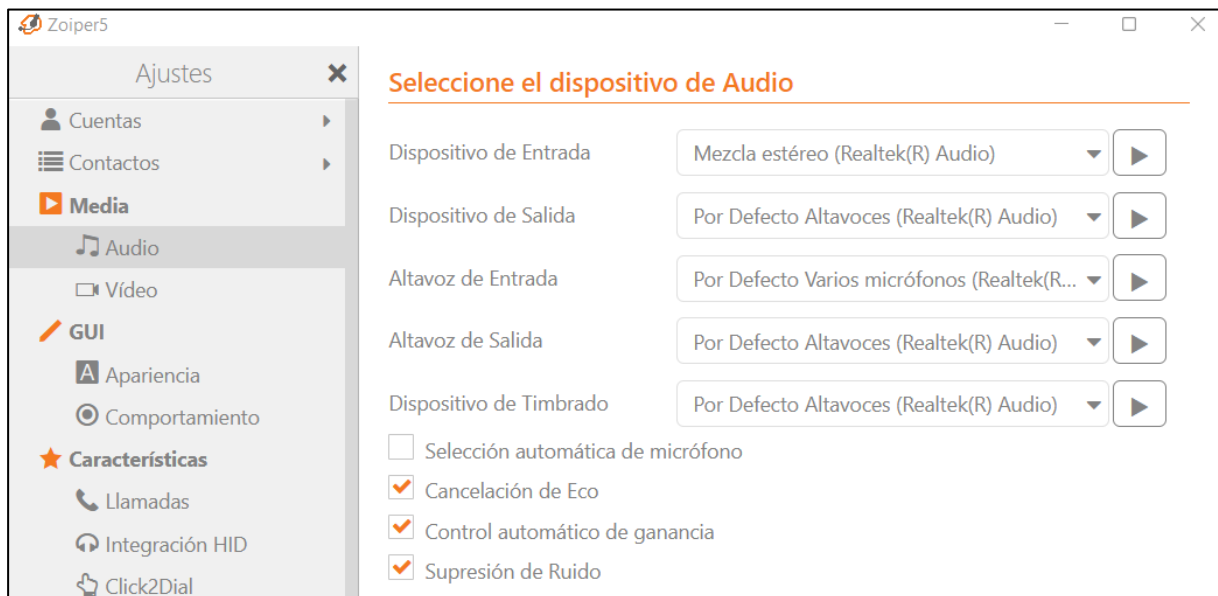 Zoiper5
Ajustes
Cuentas
Contactos
Media
Audio
Vídeo
GUI
Apariencia
Comportamiento
Características
Llamadas
Integración HID
Click2Dial
Seleccione el dispositivo de Audio
Dispositivo de Entrada Mezcla estéreo (Realtek(R) Audio)
Dispositivo de Salida Por Defecto Altavoces (Realtek(R) Audio)
Altavoz de Entrada Por Defecto Varios micrófonos (Realtek(R...
Altavoz de Salida Por Defecto Altavoces (Realtek(R) Audio)
Dispositivo de Timbrado Por Defecto Altavoces (Realtek(R) Audio)
Selección automática de micrófono
Cancelación de Eco
Control automático de ganancia
Supresión de Ruido